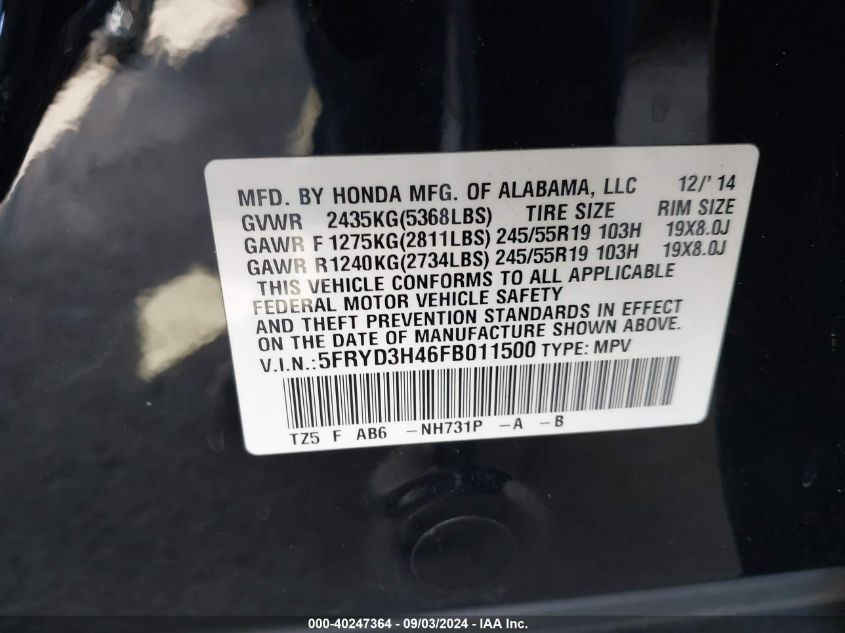 MFD. BY HONDA MFG. OF ALABAMA, LLC 12/' 14
GVWR 2435KG(5368LBS) TIRE SIZE RIM SIZE
GAWR F 1275KG(2811LBS) 245/55R19 103H 19X8.0J
GAWR R1240KG(2734LBS) 245/55R19 103H 19X8.0J
THIS VEHICLE CONFORMS TO ALL APPLICABLE
FEDERAL MOTOR VEHICLE SAFETY
AND THEFT PREVENTION STANDARDS IN EFFECT
ON THE DATE OF MANUFACTURE SHOWN ABOVE.
V.I.N.:5FRYD3H46FB011500 TYPE: MPV
TZ5 F AB6 -NH731P -A -B
000-40247364 - 09/03/2024 - IAA Inc.